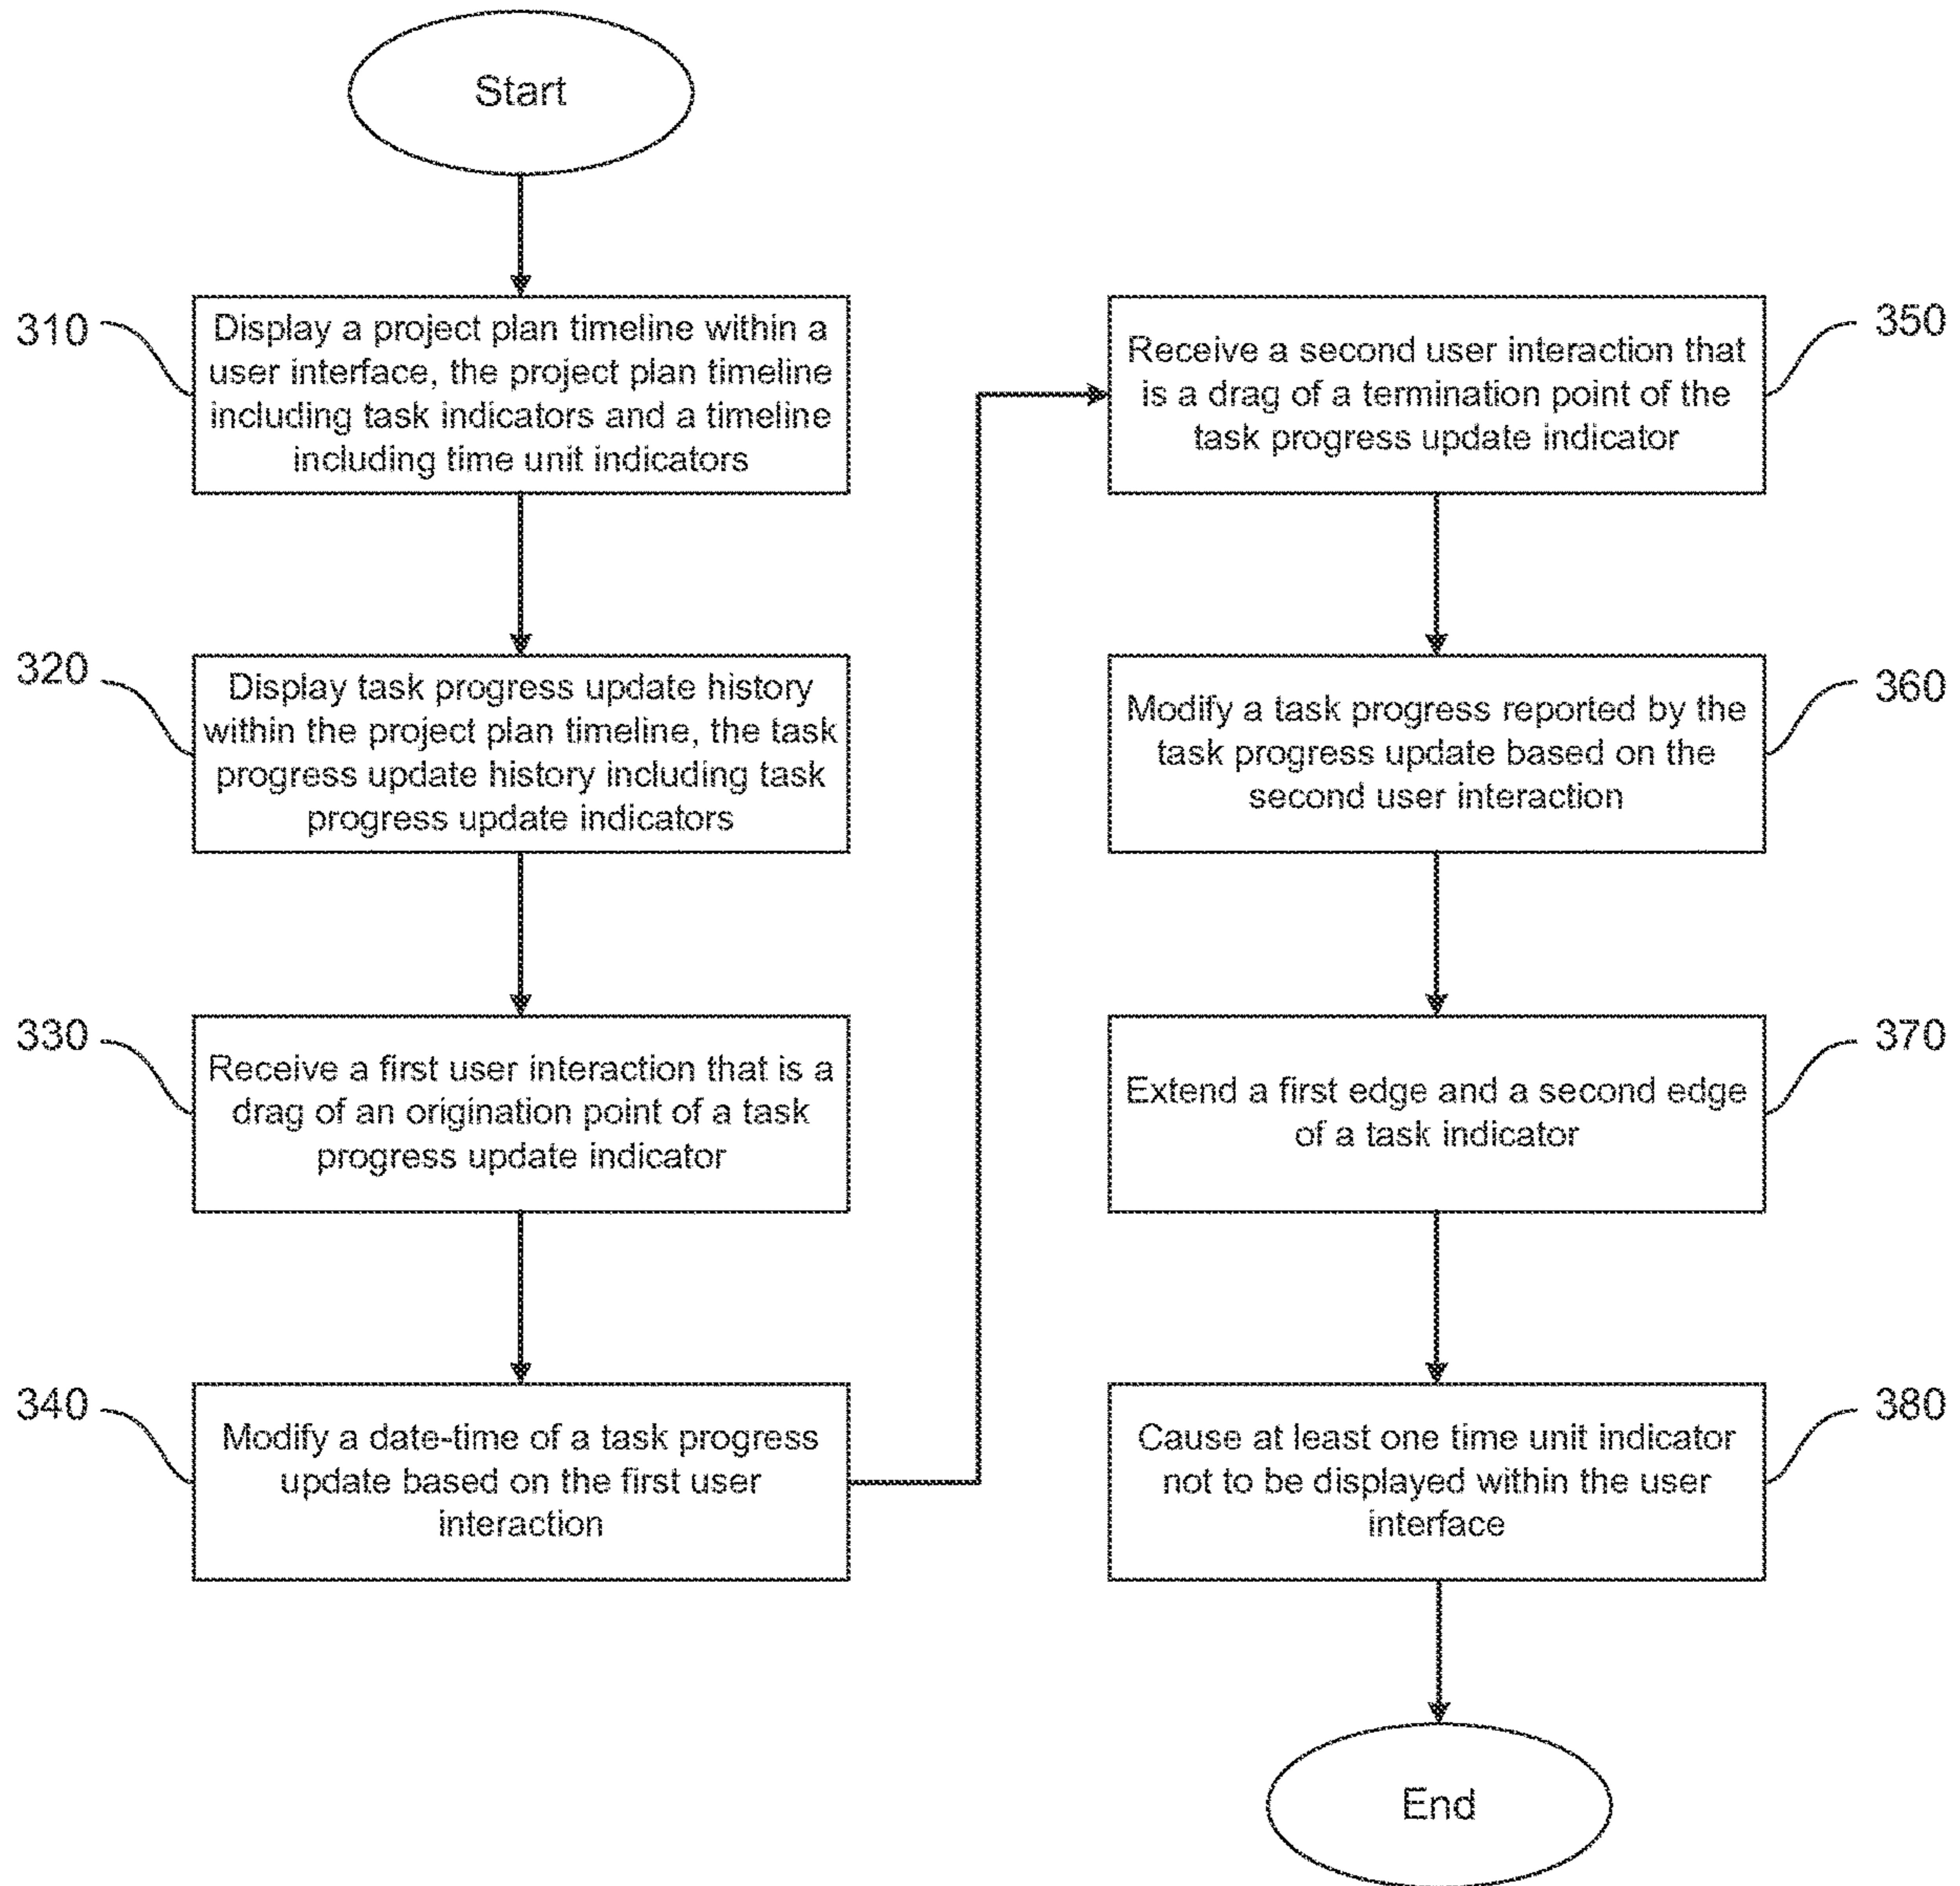 Start
310
Display a project plan timeline within a
user interface, the project plan timeline
including task indicators and a timeline
including time unit indicators
320
Display task progress update history
within the project plan timeline, the task
progress update history including task
progress update indicators
330
Receive a first user interaction that is a
drag of an origination point of a task
progress update indicator
340
Modify a date-time of a task progress
update based on the first user
interaction
350
Receive a second user interaction that
is a drag of a termination point of the
task progress update indicator
360
Modify a task progress reported by the
task progress update based on the
second user interaction
370
Extend a first edge and a second edge
of a task indicator
380
Cause at least one time unit indicator
not to be displayed within the user
interface
End